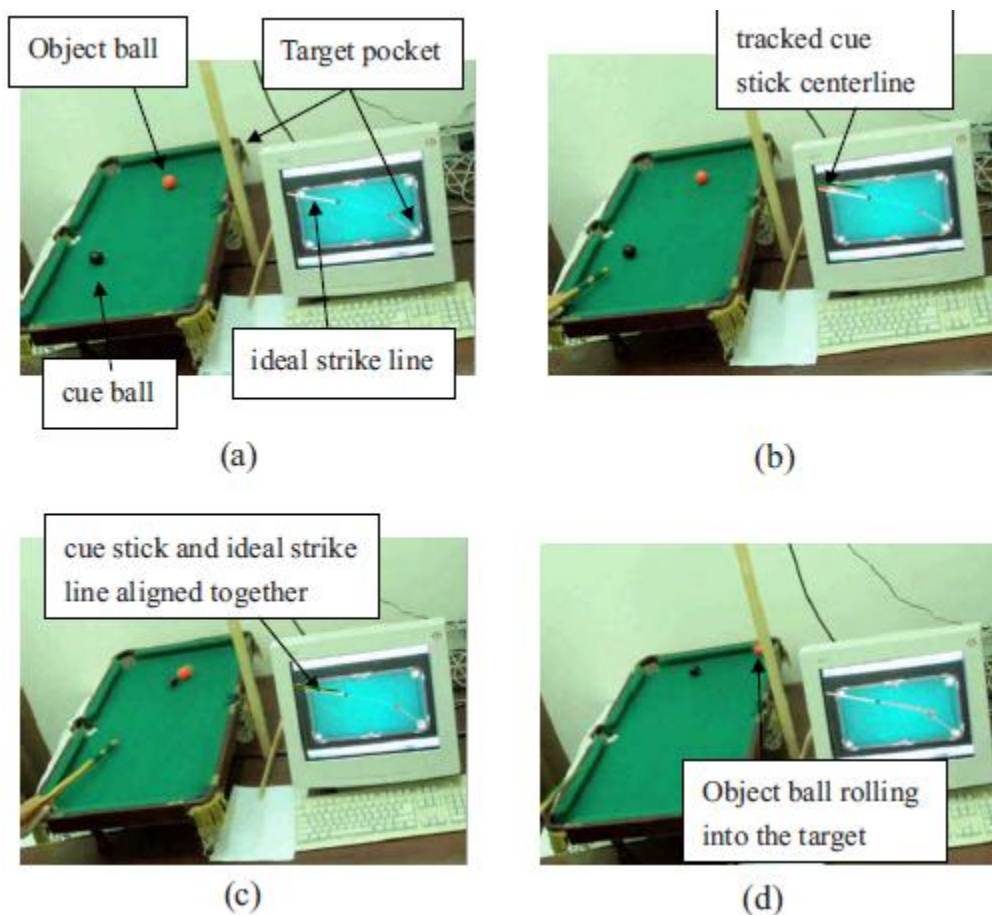 Object ball
Target pocket
ideal strike line
cue ball
(a)
tracked cue
stick centerline
(b)
cue stick and ideal strike
line aligned together
(c)
Object ball rolling
into the target
(d)